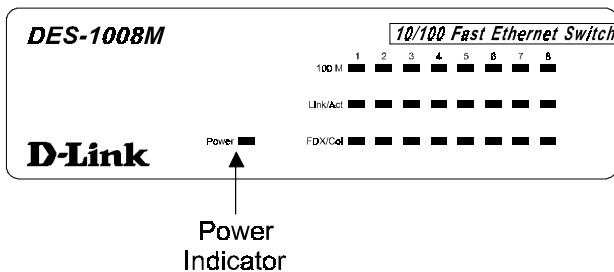 DES-1008M
10/100 Fast Ethernet Switch
1 2 3 4 5 6 7 8
100 M
Link/Act
Power
FDX/Col
D-Link
Power
Indicator